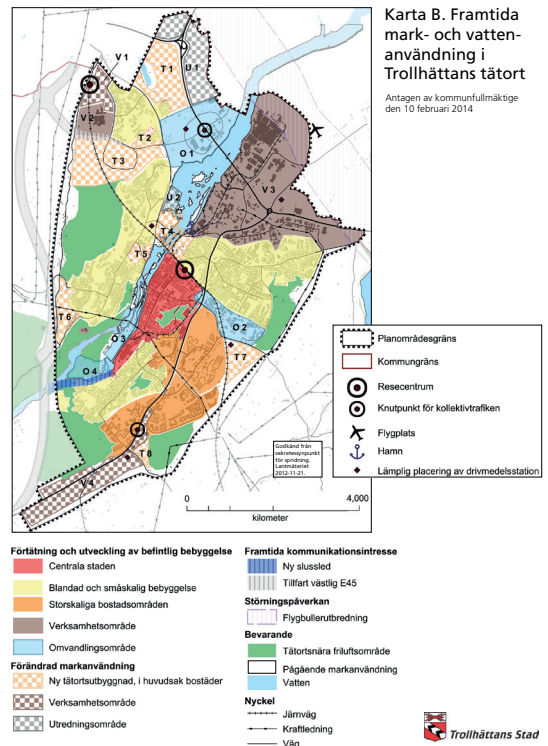 Karta B. Framtida
mark- och vatten-
användning i
Trollhättans tätort
Antagen av kommunfullmäktige
den 10 februari 2014
V 1
T 1
U 1
V 2
T 2
O 1
T 3
V 3
U 2
T 4
T 5
T 6
O 3
O 2
T 7
O 4
T 8
V 4
Godkänd från
sekretessynpunkt
för spridning.
Lantmäteriet
2012-11-21.
0
4,000
kilometer
Planområdesgräns
Kommungräns
Resecentrum
Knutpunkt för kollektivtrafiken
Flygplats
Hamn
Lämplig placering av drivmedelsstation
Förtätning och utveckling av befintlig bebyggelse
Centrala staden
Blandad och småskalig bebyggelse
Storskaliga bostadsområden
Verksamhetsområde
Omvandlingsområde
Förändrad markanvändning
Ny tätortsutbyggnad, i huvudsak bostäder
Verksamhetsområde
Utredningsområde
Framtida kommunikationsintresse
Ny slussled
Tillfart västlig E45
Störningspåverkan
Flygbullerutbredning
Bevarande
Tätortsnära friluftsområde
Pågående markanvändning
Vatten
Nyckel
Järnväg
Kraftledning
Väg
Trollhättans Stad